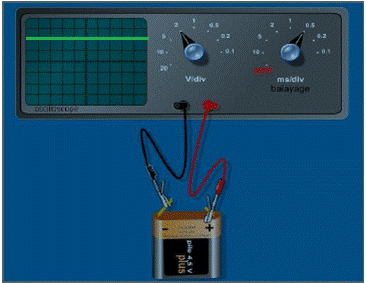 2 1 0.5
5 0.2
10 0.1
20
V/div
2 1 0.5
5 0.2
10 0.1
ms/div
balayage
oscilloscope
- +
pile 4,5 V
plus